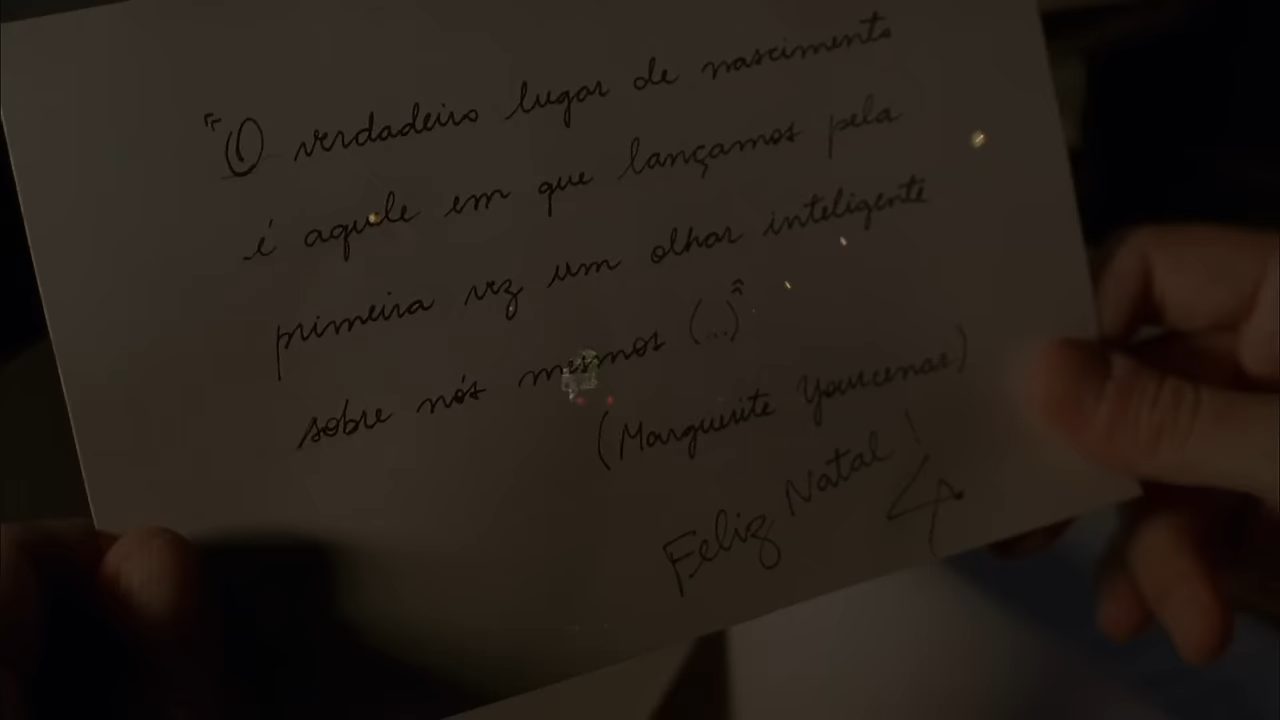 "O verdadeiro lugar de nascimento
é aquele em que lançamos pela
primeira vez um olhar inteligente
sobre nós mesmos (...)"
(Marguerite Yourcenar)
Feliz Natal!